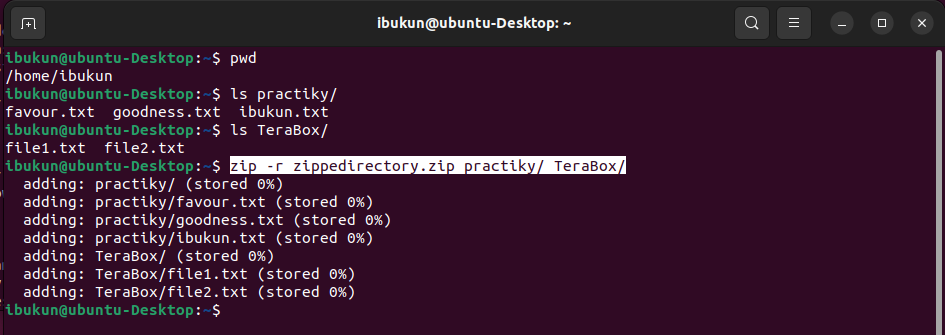 ibukun@ubuntu-Desktop: ~
ibukun@ubuntu-Desktop:~$ pwd
/home/ibukun
ibukun@ubuntu-Desktop:~$ ls practiky/
favour.txt  goodness.txt  ibukun.txt
ibukun@ubuntu-Desktop:~$ ls TeraBox/
file1.txt  file2.txt
ibukun@ubuntu-Desktop:~$ zip -r zippedirectory.zip practiky/ TeraBox/
  adding: practiky/ (stored 0%)
  adding: practiky/favour.txt (stored 0%)
  adding: practiky/goodness.txt (stored 0%)
  adding: practiky/ibukun.txt (stored 0%)
  adding: TeraBox/ (stored 0%)
  adding: TeraBox/file1.txt (stored 0%)
  adding: TeraBox/file2.txt (stored 0%)
ibukun@ubuntu-Desktop:~$